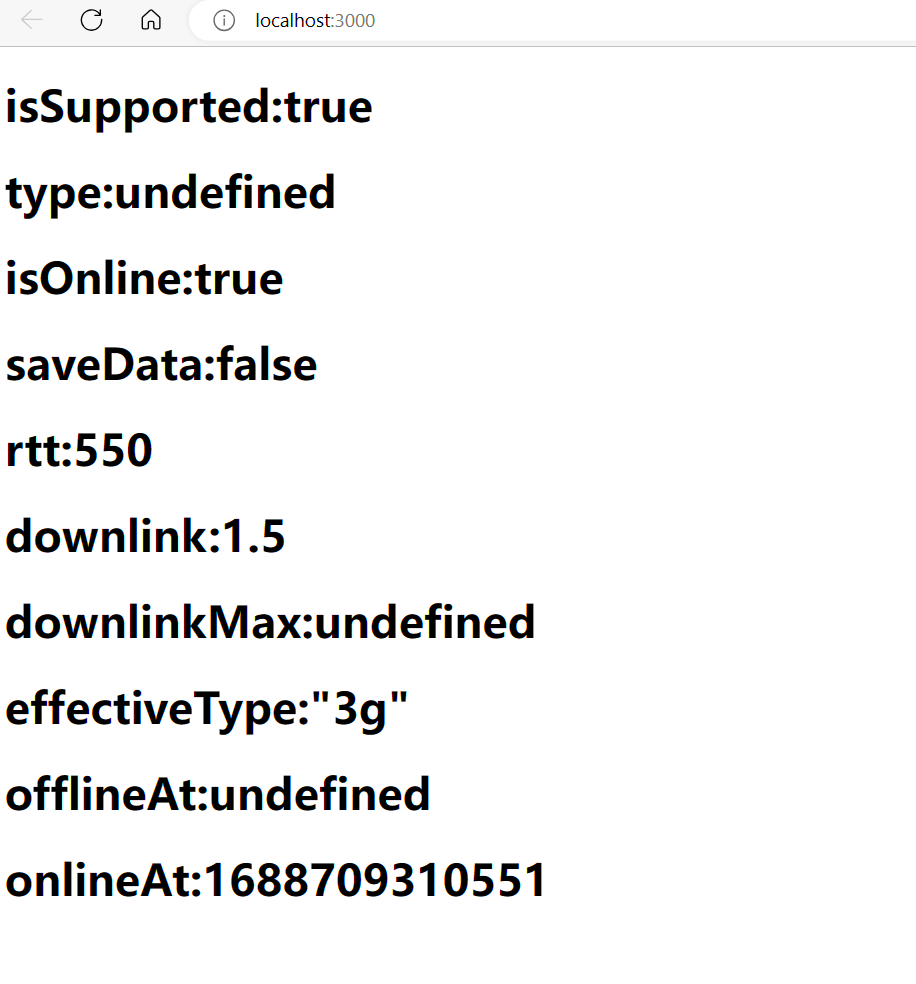 localhost:3000
isSupported:true
type:undefined
isOnline:true
saveData:false
rtt:550
downlink:1.5
downlinkMax:undefined
effectiveType:"3g"
offlineAt:undefined
onlineAt:1688709310551